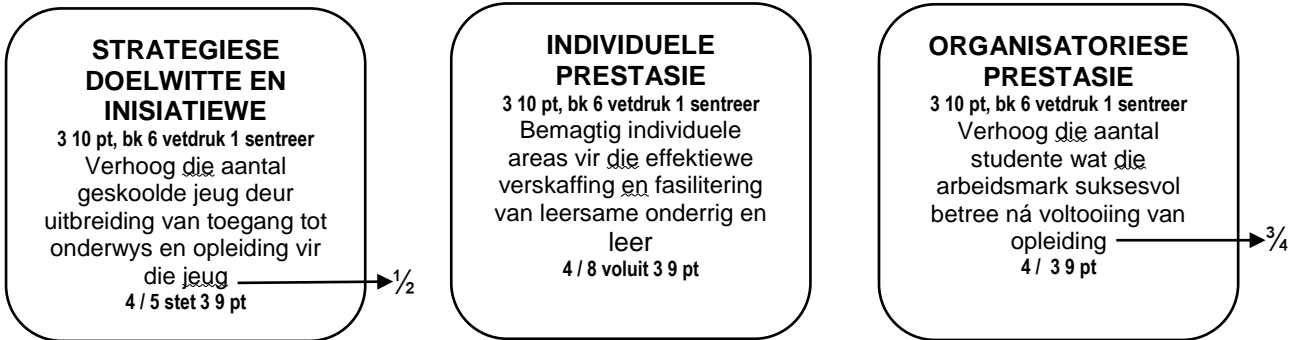 STRATEGIESE
DOELWITTE EN
INISIATIEWE
3 10 pt, bk 6 vetdruk 1 sentreer
Verhoog die aantal
geskoolde jeug deur
uitbreiding van toegang tot
onderwys en opleiding vir
die jeug
½
4 / 5 stet 3 9 pt
INDIVIDUELE
PRESTASIE
3 10 pt, bk 6 vetdruk 1 sentreer
Bemagtig individuele
areas vir die effektiewe
verskaffing en fasilitering
van leersame onderrig en
leer
4 / 8 voluit 3 9 pt
ORGANISATORIESE
PRESTASIE
3 10 pt, bk 6 vetdruk 1 sentreer
Verhoog die aantal
studente wat die
arbeidsmark suksesvol
betree ná voltooiing van
opleiding
¾
4 / 3 9 pt